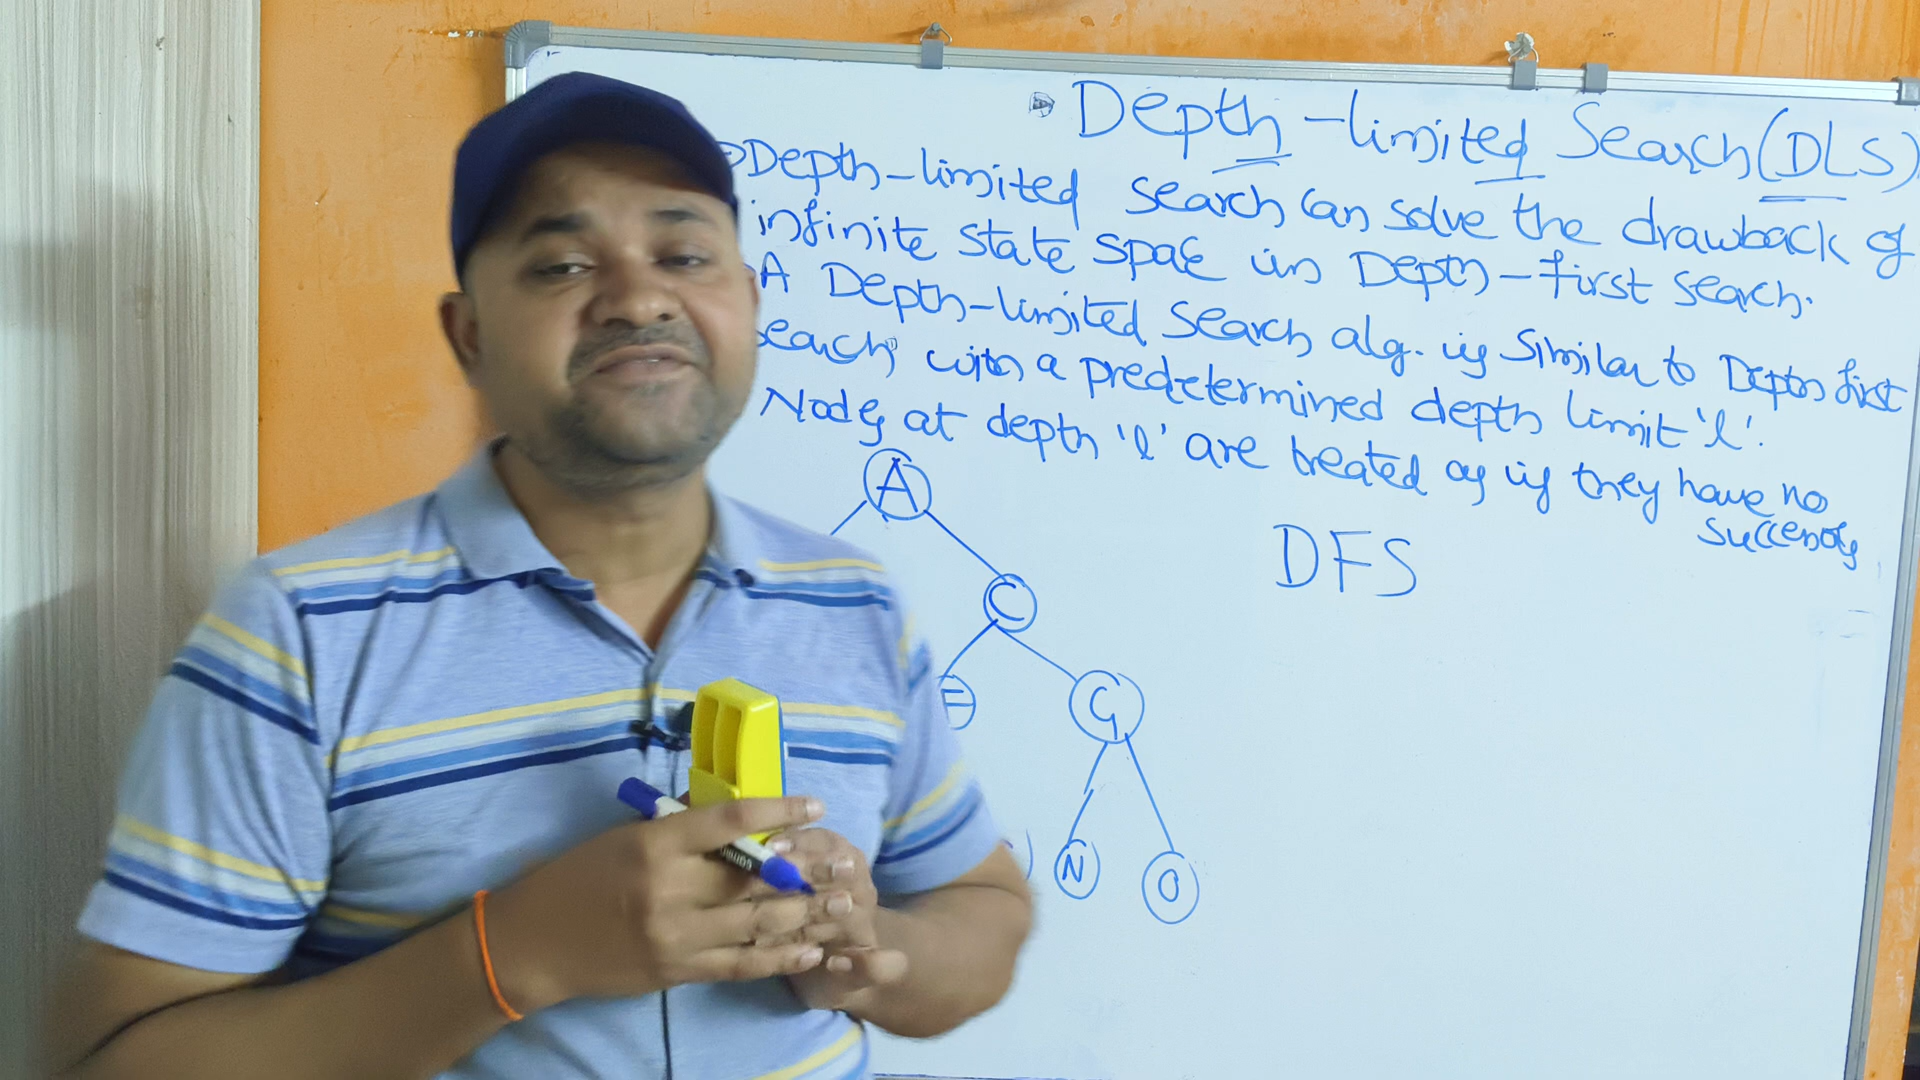 Depth-limited Search (DLS)
Depth-limited search can solve the drawback of
infinite state space in Depth-first search.
A Depth-limited search alg. is similar to Depth first
search with a predetermined depth limit 'l'.
Nodes at depth 'l' are treated as if they have no
successors
A
DFS
C
G
N
O